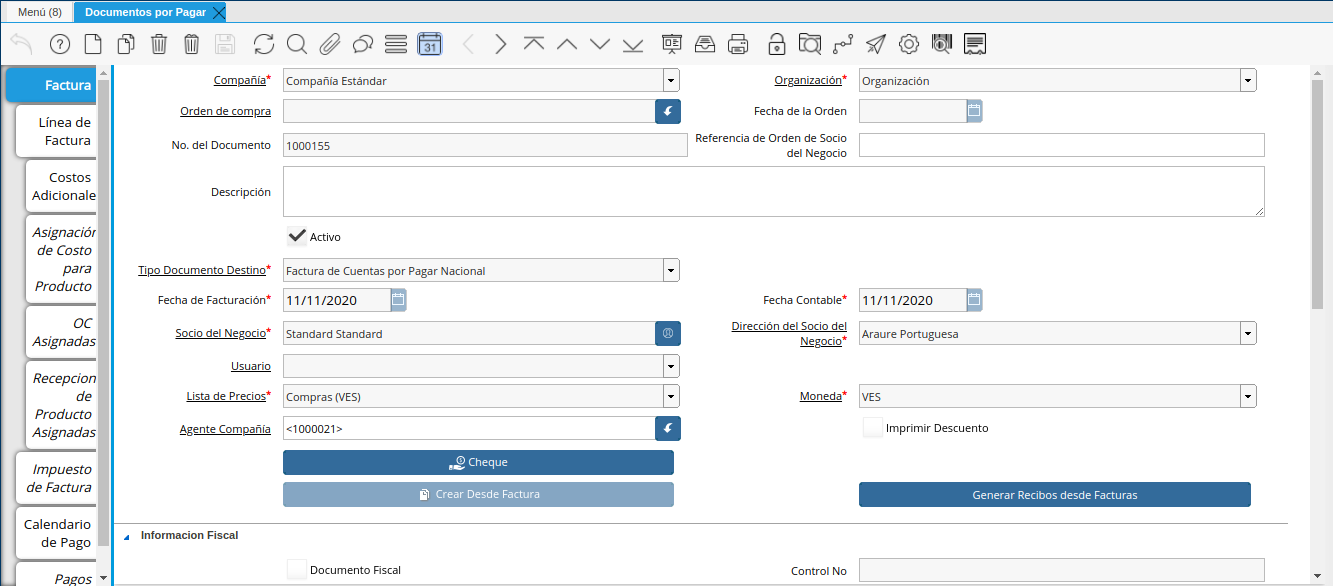 Menú (8)
Documentos por Pagar
31
Factura
Línea de
Factura
Costos
Adicionale
Asignación
de Costo
para
Producto
OC
Asignadas
Recepcion
de
Producto
Asignadas
Impuesto
de Factura
Calendario
de Pago
Pagos
Compañía*
Compañía Estándar
Organización*
Organización
Orden de compra
Fecha de la Orden
No. del Documento
1000155
Referencia de Orden de Socio
del Negocio
Descripción
Activo
Tipo Documento Destino*
Factura de Cuentas por Pagar Nacional
Fecha de Facturación*
11/11/2020
Fecha Contable*
11/11/2020
Socio del Negocio*
Standard Standard
Dirección del Socio del
Negocio*
Araure Portuguesa
Usuario
Lista de Precios*
Compras (VES)
Moneda*
VES
Agente Compañía
<1000021>
Imprimir Descuento
Cheque
Crear Desde Factura
Generar Recibos desde Facturas
Informacion Fiscal
Documento Fiscal
Control No